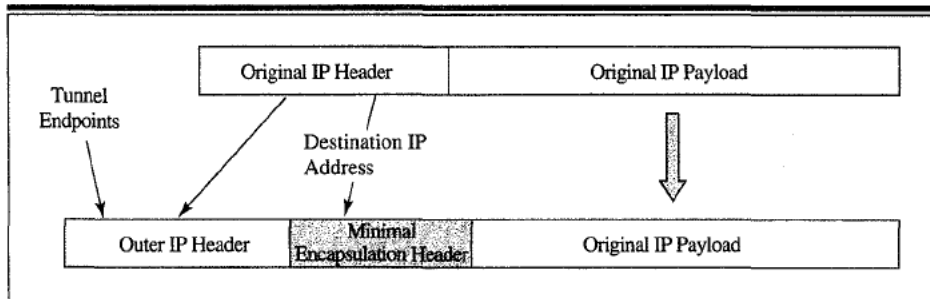 Original IP Header
Original IP Payload
Tunnel
Endpoints
Destination IP
Address
Outer IP Header
Minimal
Encapsulation Header
Original IP Payload